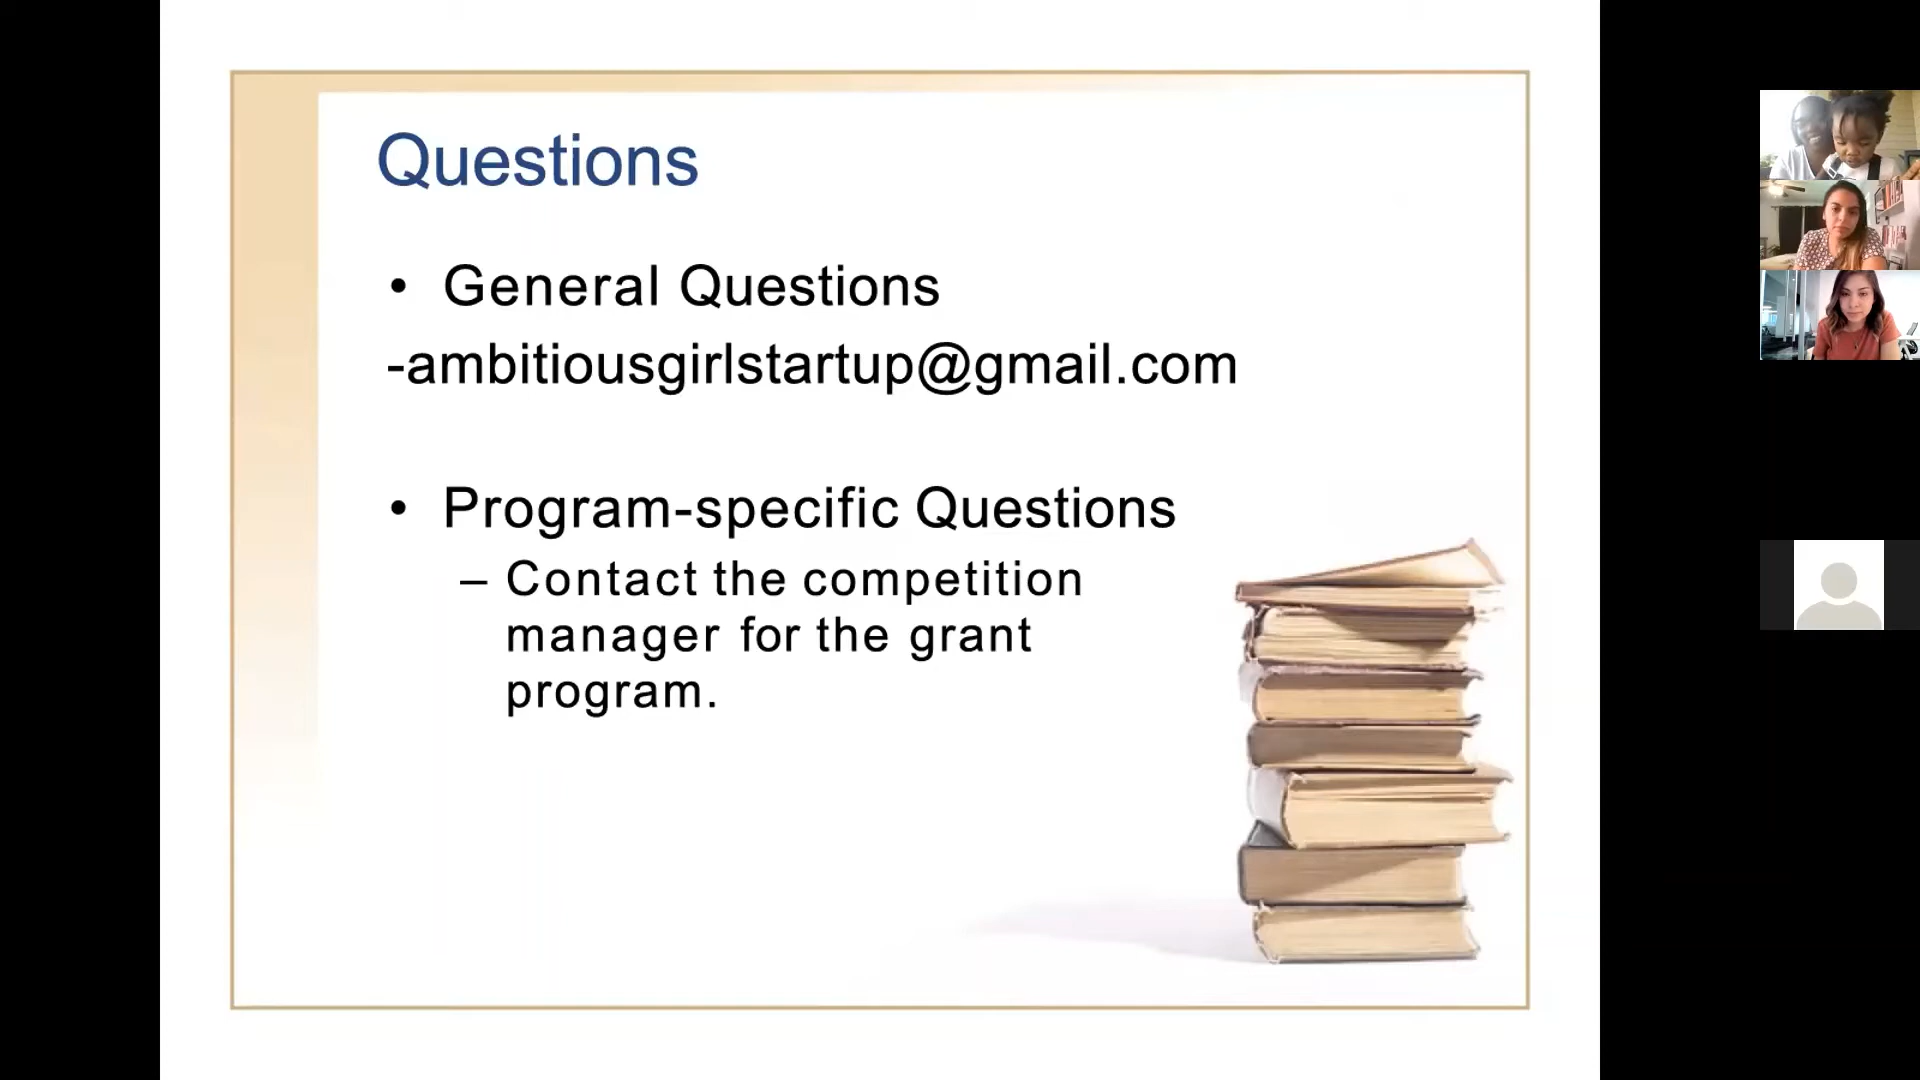 Questions
• General Questions
-ambitiousgirlstartup@gmail.com
• Program-specific Questions
– Contact the competition
manager for the grant
program.